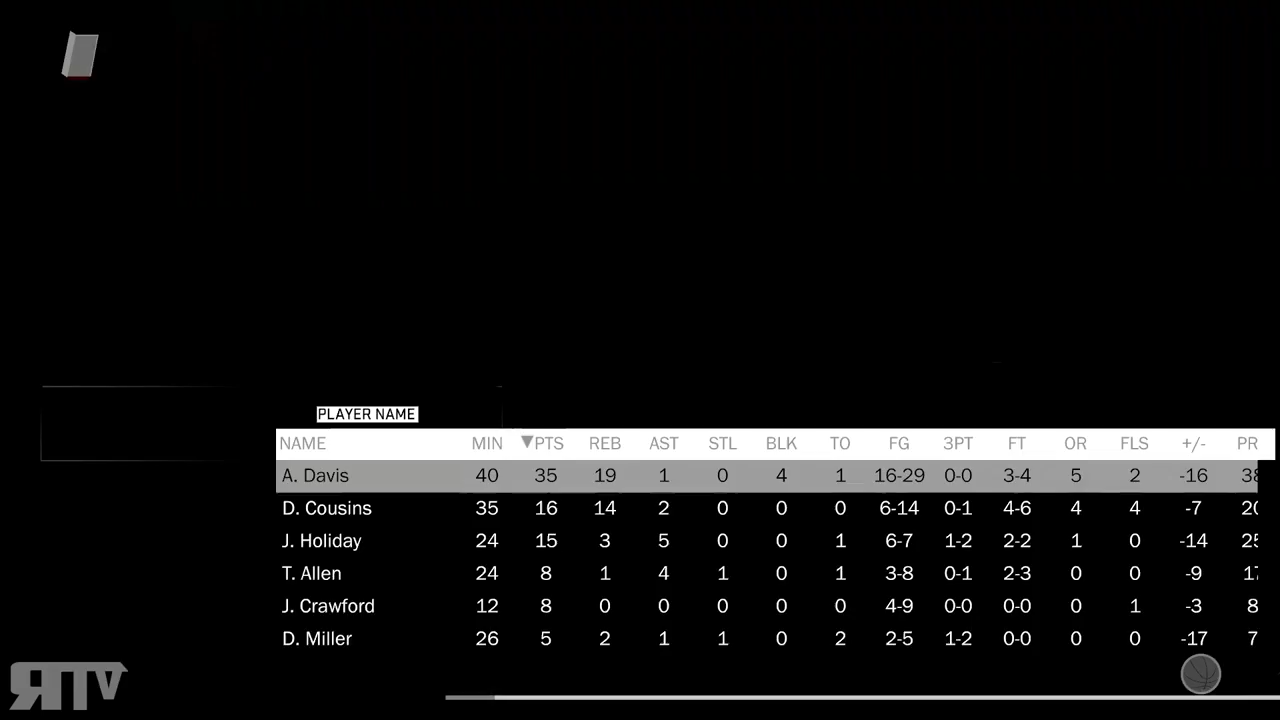 PLAYER NAME
NAME MIN ▼PTS REB AST STL BLK TO FG 3PT FT OR FLS +/- PR
A. Davis 40 35 19 1 0 4 1 16-29 0-0 3-4 5 2 -16 38
D. Cousins 35 16 14 2 0 0 0 6-14 0-1 4-6 4 4 -7 20
J. Holiday 24 15 3 5 0 0 1 6-7 1-2 2-2 1 0 -14 25
T. Allen 24 8 1 4 1 0 1 3-8 0-1 2-3 0 0 -9 17
J. Crawford 12 8 0 0 0 0 0 4-9 0-0 0-0 0 1 -3 8
D. Miller 26 5 2 1 1 0 2 2-5 1-2 0-0 0 0 -17 7
ЯTV